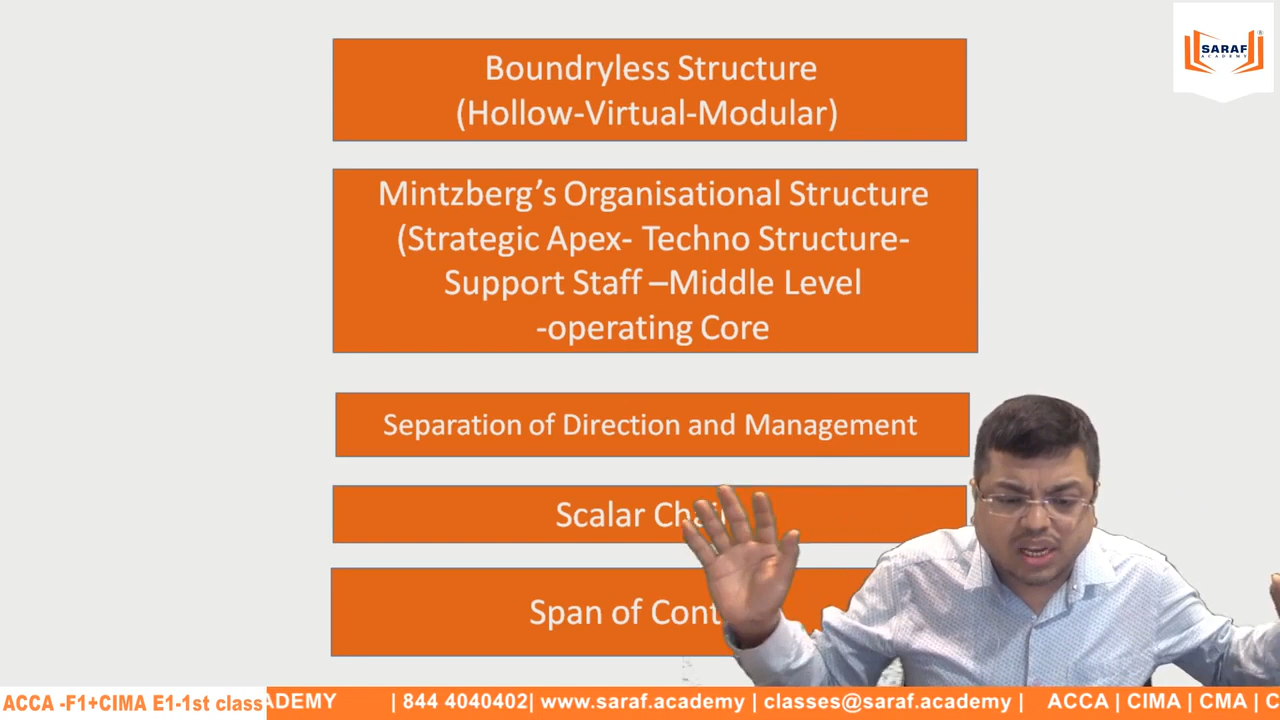 SARAF
ACADEMY
Boundryless Structure
(Hollow-Virtual-Modular)
Mintzberg’s Organisational Structure
(Strategic Apex- Techno Structure-
Support Staff –Middle Level
-operating Core
Separation of Direction and Management
Scalar
Span of
ACCA -F1+CIMA E1-1st class
ADEMY | 844 4040402| www.saraf.academy | classes@saraf.academy | ACCA | CIMA | CMA | C